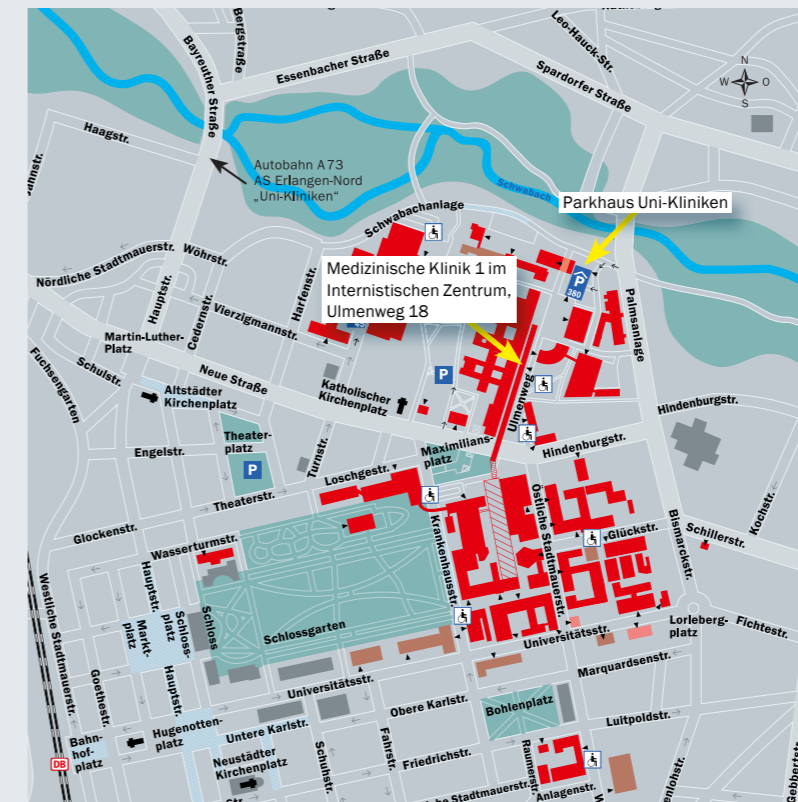 Bergstraße
Leo-Hauck-Str.
Bayreuther Straße
Essenbacher Straße
Spardorfer Straße
N
W
O
S
Haagstr.
Autobahn A 73
AS Erlangen-Nord
„Uni-Kliniken“
Schwabach
Parkhaus Uni-Kliniken
Schwabachanlage
Nördliche Stadtmauerstr.
Wöhrstr.
Medizinische Klinik 1 im
Internistischen Zentrum,
Ulmenweg 18
P
380
Hauptstr.
Cedernstr.
Harfenstr.
Vierzigmannstr.
Palmsanlage
Martin-Luther-
Platz
Fuchsengarten
Schulstr.
Neue Straße
Altstädter
Kirchenplatz
Katholischer
Kirchenplatz
P
Ulmenweg
Hindenburgstr.
Engelstr.
Theater-
platz
P
Turnstr.
Maximilians-
platz
Hindenburgstr.
Loschgestr.
Theaterstr.
Glockenstr.
Wasserturmstr.
Krankenhausstr.
Östliche Stadtmauerstr.
Glückstr.
Bismarckstr.
Schillerstr.
Kochstr.
Westliche Stadtmauerstr.
Hauptstr.
Schloss-
platz
Markt-
platz
Schloss
Schlossgarten
Universitätsstr.
Lorleberg-
platz
Fichtestr.
Goethestr.
Hauptstr.
Universitätsstr.
Marquardsenstr.
Obere Karlstr.
Bohlenplatz
Luitpoldstr.
Bahn-
hof-
platz
Hugenotten-
platz
Untere Karlstr.
DB
Neustädter
Kirchenplatz
Schuhstr.
Fahrstr.
Friedrichstr.
Raumerstr.
Anlagenstr.
Gebbertstr.